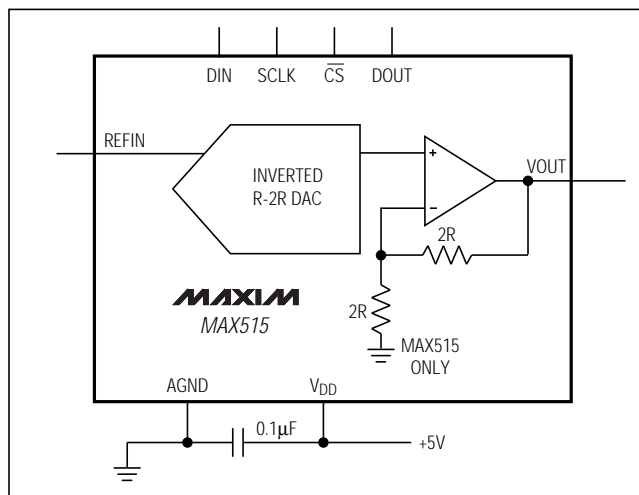 DIN SCLK CS DOUT
REFIN
INVERTED
R-2R DAC
+
−
VOUT
2R
2R
MAXIM
MAX515
MAX515
ONLY
AGND
VDD
0.1µF
+5V